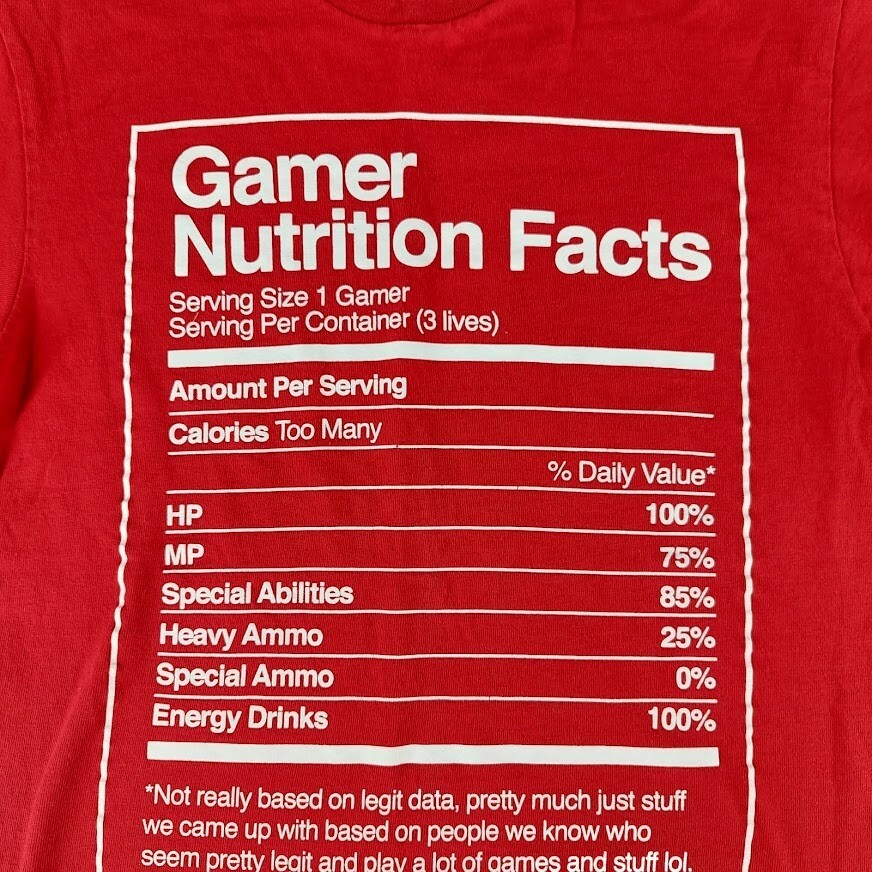 Gamer
Nutrition Facts
Serving Size 1 Gamer
Serving Per Container (3 lives)
Amount Per Serving
Calories Too Many
% Daily Value*
HP 100%
MP 75%
Special Abilities 85%
Heavy Ammo 25%
Special Ammo 0%
Energy Drinks 100%
*Not really based on legit data, pretty much just stuff
we came up with based on people we know who
seem pretty legit and play a lot of games and stuff lol.